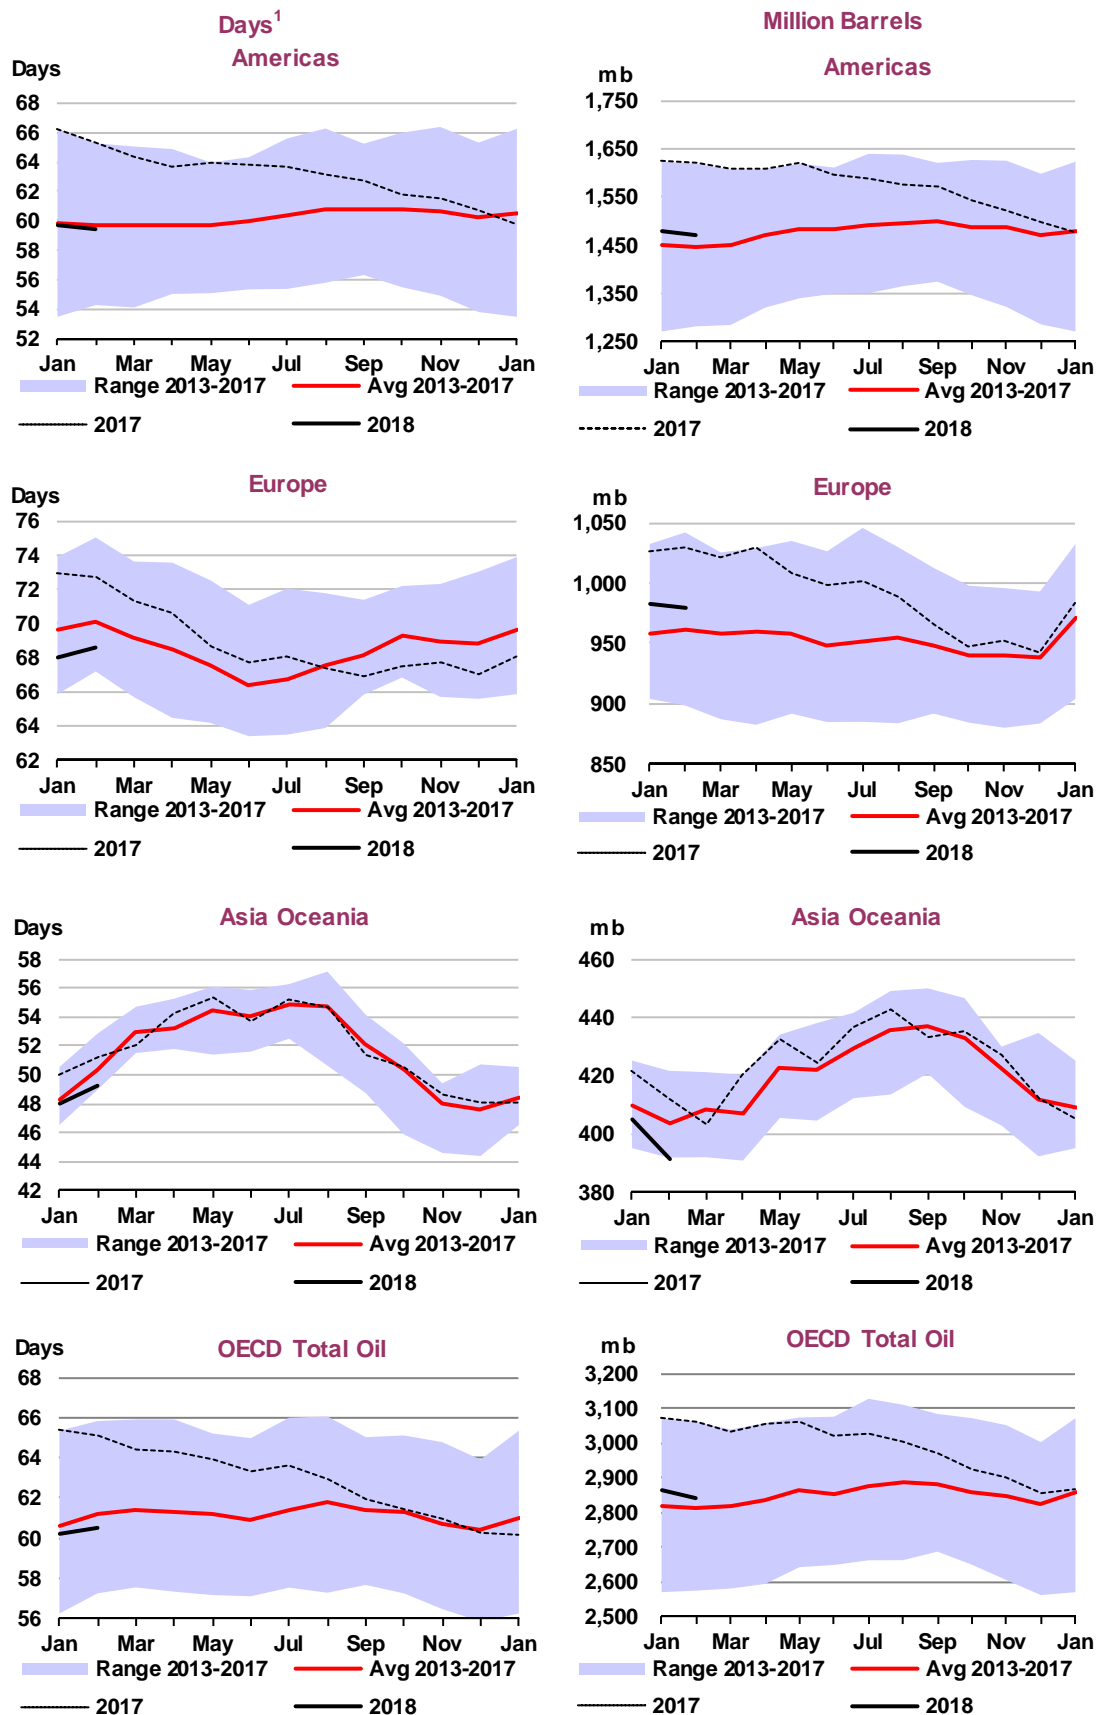 Days¹
Americas
Days
68
66
64
62
60
58
56
54
52
Jan Mar May Jul Sep Nov Jan
Range 2013-2017 Avg 2013-2017
2017 2018
Million Barrels
Americas
mb
1,750
1,650
1,550
1,450
1,350
1,250
Jan Mar May Jul Sep Nov Jan
Range 2013-2017 Avg 2013-2017
2017 2018
Europe
Days
76
74
72
70
68
66
64
62
Jan Mar May Jul Sep Nov Jan
Range 2013-2017 Avg 2013-2017
2017 2018
Europe
mb
1,050
1,000
950
900
850
Jan Mar May Jul Sep Nov Jan
Range 2013-2017 Avg 2013-2017
2017 2018
Asia Oceania
Days
58
56
54
52
50
48
46
44
42
Jan Mar May Jul Sep Nov Jan
Range 2013-2017 Avg 2013-2017
2017 2018
Asia Oceania
mb
460
440
420
400
380
Jan Mar May Jul Sep Nov Jan
Range 2013-2017 Avg 2013-2017
2017 2018
OECD Total Oil
Days
68
66
64
62
60
58
56
Jan Mar May Jul Sep Nov Jan
Range 2013-2017 Avg 2013-2017
2017 2018
OECD Total Oil
mb
3,200
3,100
3,000
2,900
2,800
2,700
2,600
2,500
Jan Mar May Jul Sep Nov Jan
Range 2013-2017 Avg 2013-2017
2017 2018